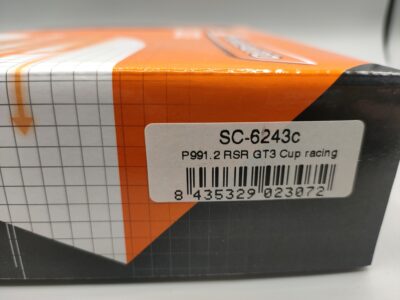 SC-6243c
P991.2 RSR GT3 Cup racing
8 435329 023072